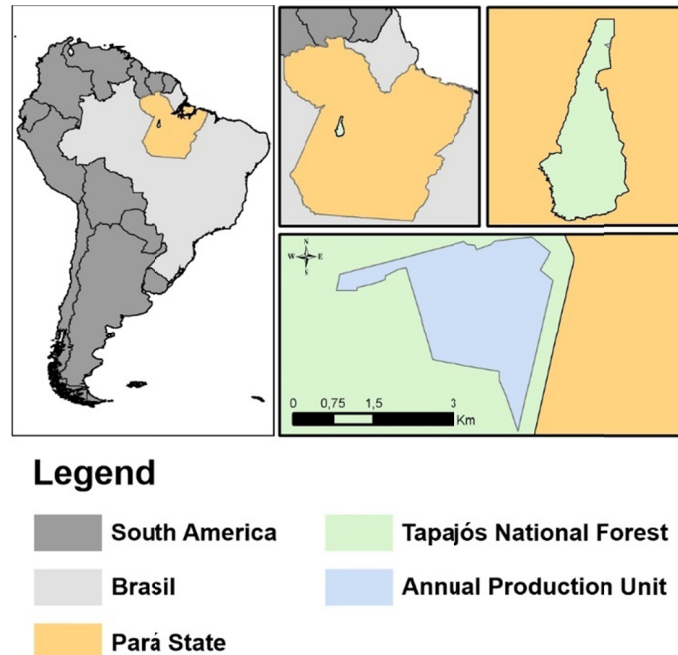 N
W E
S
0 0,75 1,5 3
Km
Legend
South America
Tapajós National Forest
Brasil
Annual Production Unit
Pará State